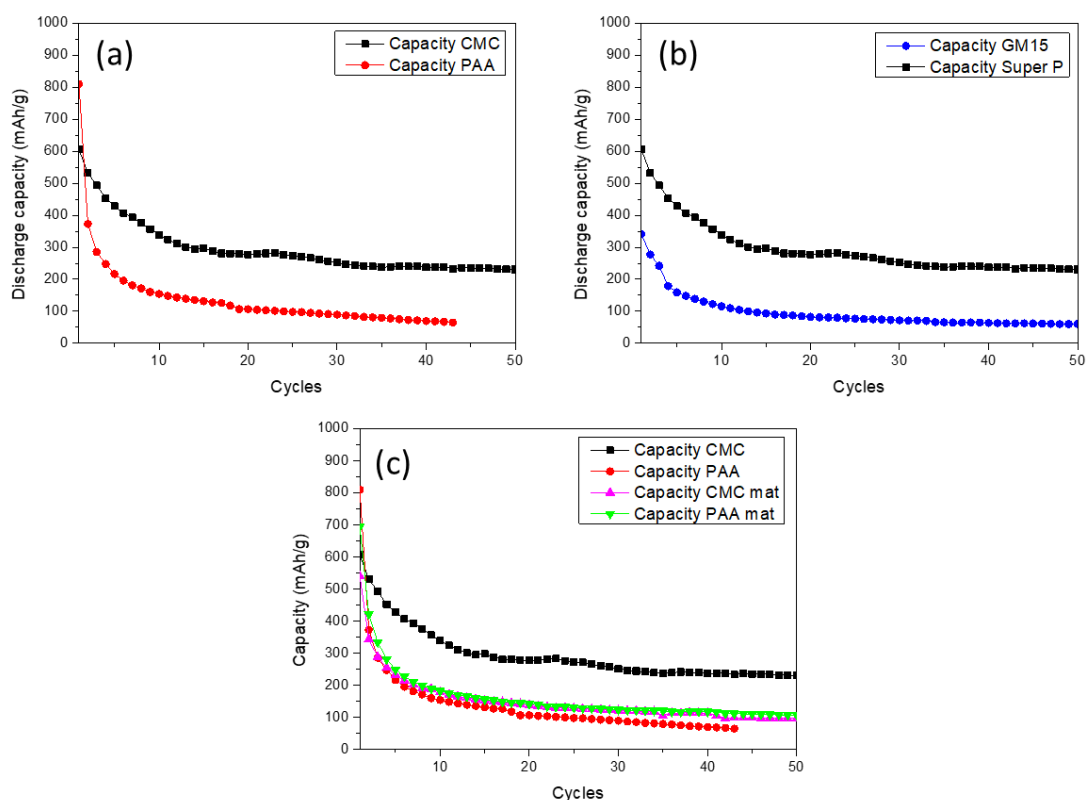 (a)
Capacity CMC
Capacity PAA
Discharge capacity (mAh/g)
1000
900
800
700
600
500
400
300
200
100
0
10
20
30
40
50
Cycles
(b)
Capacity GM15
Capacity Super P
Discharge capacity (mAh/g)
1000
900
800
700
600
500
400
300
200
100
0
10
20
30
40
50
Cycles
(c)
Capacity CMC
Capacity PAA
Capacity CMC mat
Capacity PAA mat
Capacity (mAh/g)
1000
900
800
700
600
500
400
300
200
100
0
10
20
30
40
50
Cycles